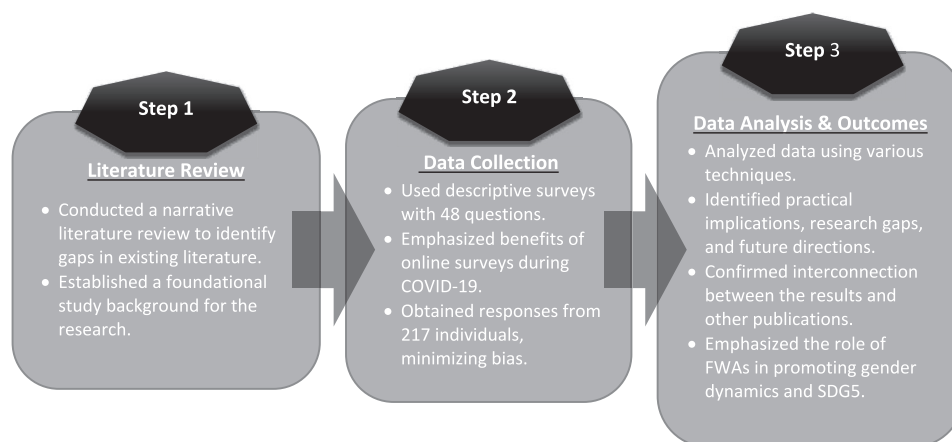 Step 1
Literature Review
• Conducted a narrative
literature review to identify
gaps in existing literature.
• Established a foundational
study background for the
research.
Step 2
Data Collection
• Used descriptive surveys
with 48 questions.
• Emphasized benefits of
online surveys during
COVID-19.
• Obtained responses from
217 individuals,
minimizing bias.
Step 3
Data Analysis & Outcomes
• Analyzed data using various
techniques.
• Identified practical
implications, research gaps,
and future directions.
• Confirmed interconnection
between the results and
other publications.
• Emphasized the role of
FWAs in promoting gender
dynamics and SDG5.